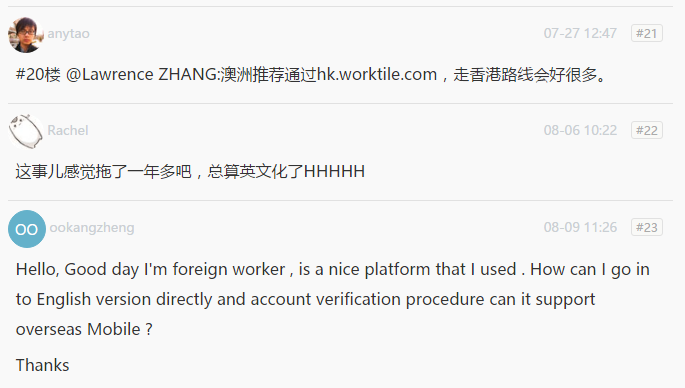 anytao 07-27 12:47 #21
#20楼 @Lawrence ZHANG:澳洲推荐通过hk.worktile.com，走香港路线会好很多。
Rachel 08-06 10:22 #22
这事儿感觉拖了一年多吧，总算英文化了HHHHH
OO ookangzheng 08-09 11:26 #23
Hello, Good day I'm foreign worker , is a nice platform that I used . How can I go in
to English version directly and account verification procedure can it support
overseas Mobile ?
Thanks